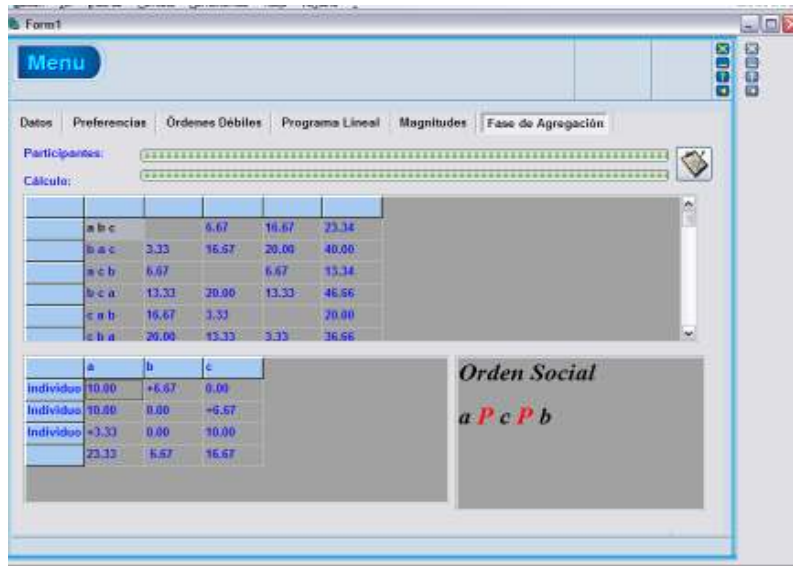 Form1
Menu
Datos Preferencias Órdenes Débiles Programa Lineal Magnitudes Fase de Agregación
Participantes:
Cálculo:
a b c 6.67 16.67 23.34
b a c 3.33 16.67 20.00 40.00
a c b 6.67 6.67 13.34
b c a 13.33 20.00 13.33 46.66
c a b 16.67 3.33 20.00
c b a 20.00 13.33 3.33 36.66
a b c
individuo 10.00 +6.67 0.00
individuo 10.00 0.00 +6.67
individuo +3.33 0.00 10.00
23.33 6.67 16.67
Orden Social
a P c P b